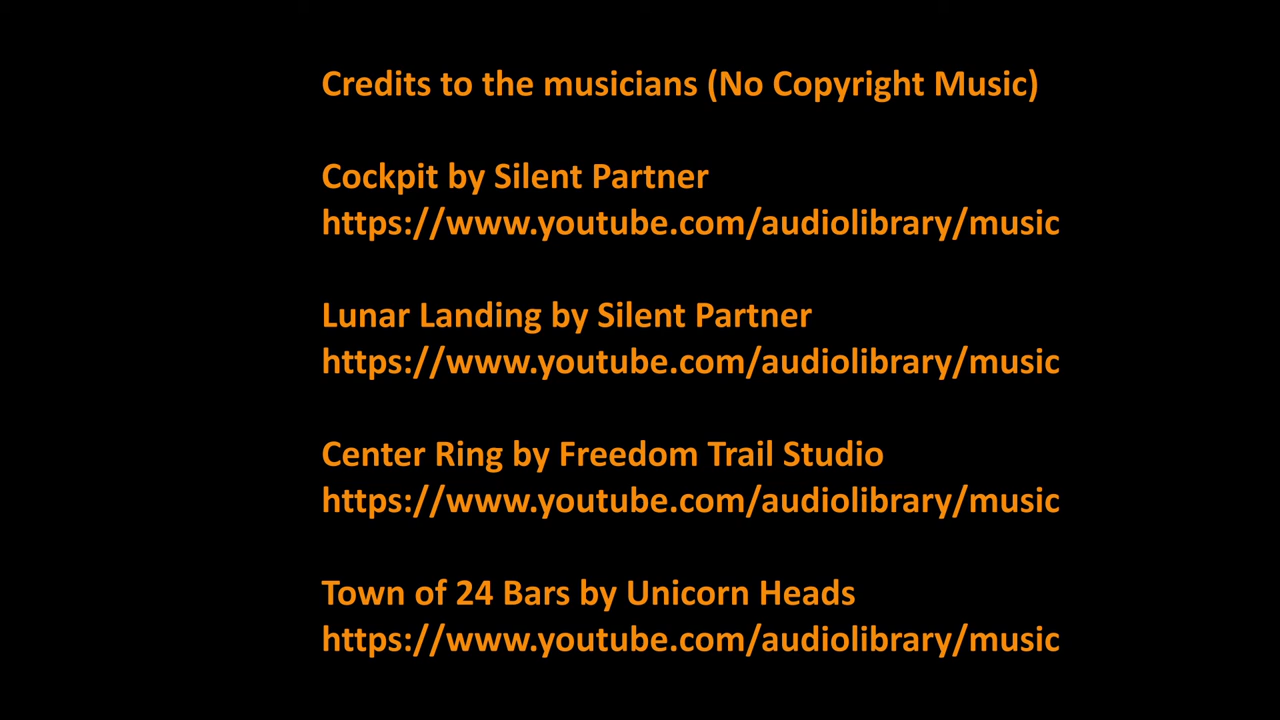 Credits to the musicians (No Copyright Music)
Cockpit by Silent Partner
https://www.youtube.com/audiolibrary/music
Lunar Landing by Silent Partner
https://www.youtube.com/audiolibrary/music
Center Ring by Freedom Trail Studio
https://www.youtube.com/audiolibrary/music
Town of 24 Bars by Unicorn Heads
https://www.youtube.com/audiolibrary/music